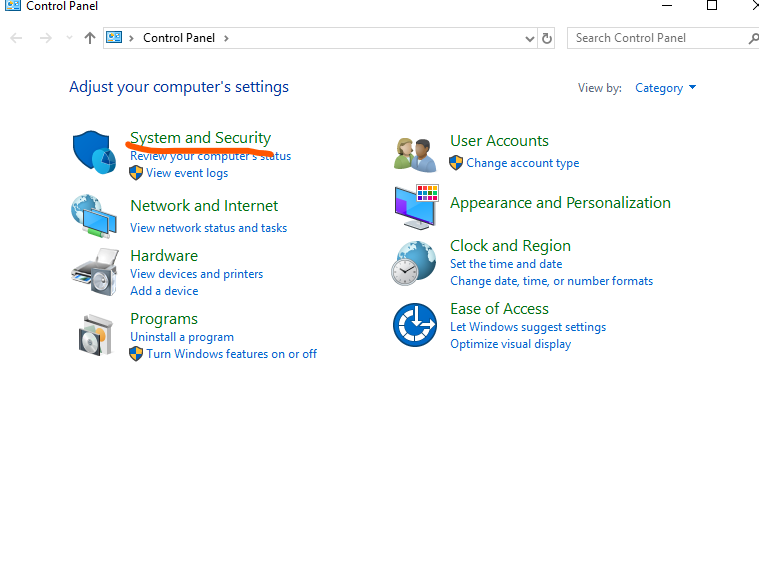 Control Panel
Control Panel
Search Control Panel
Adjust your computer's settings
View by: Category
System and Security
Review your computer's status
View event logs
Network and Internet
View network status and tasks
Hardware
View devices and printers
Add a device
Programs
Uninstall a program
Turn Windows features on or off
User Accounts
Change account type
Appearance and Personalization
Clock and Region
Set the time and date
Change date, time, or number formats
Ease of Access
Let Windows suggest settings
Optimize visual display